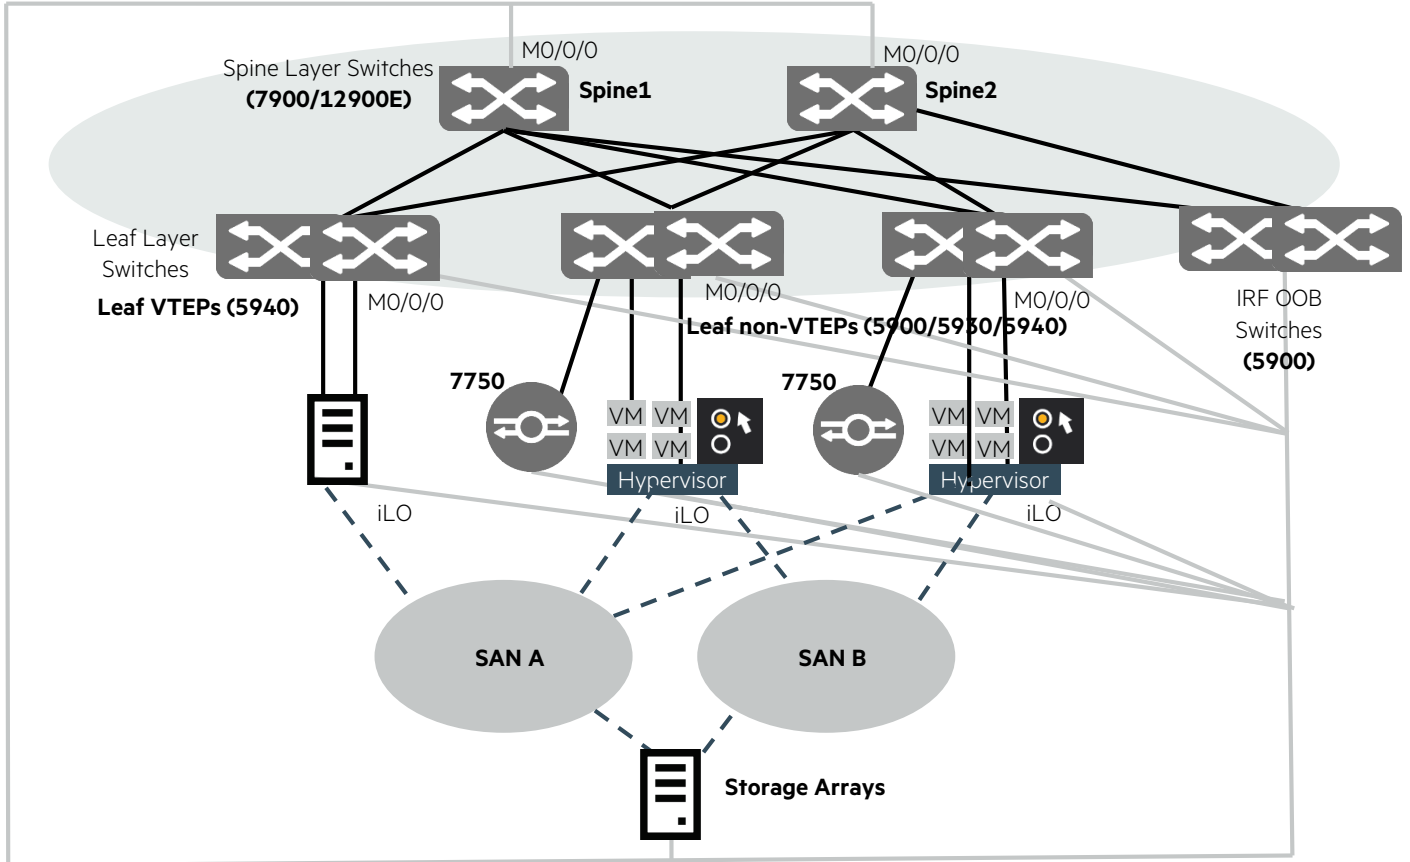 M0/0/0
M0/0/0
Spine Layer Switches
(7900/12900E)
Spine1
Spine2
Leaf Layer
Switches
Leaf VTEPs (5940)
M0/0/0
M0/0/0
M0/0/0
Leaf non-VTEPs (5900/5930/5940)
IRF OOB
Switches
(5900)
7750
7750
VM VM
VM VM
Hypervisor
VM VM
VM VM
Hypervisor
iLO
iLO
iLO
SAN A
SAN B
Storage Arrays